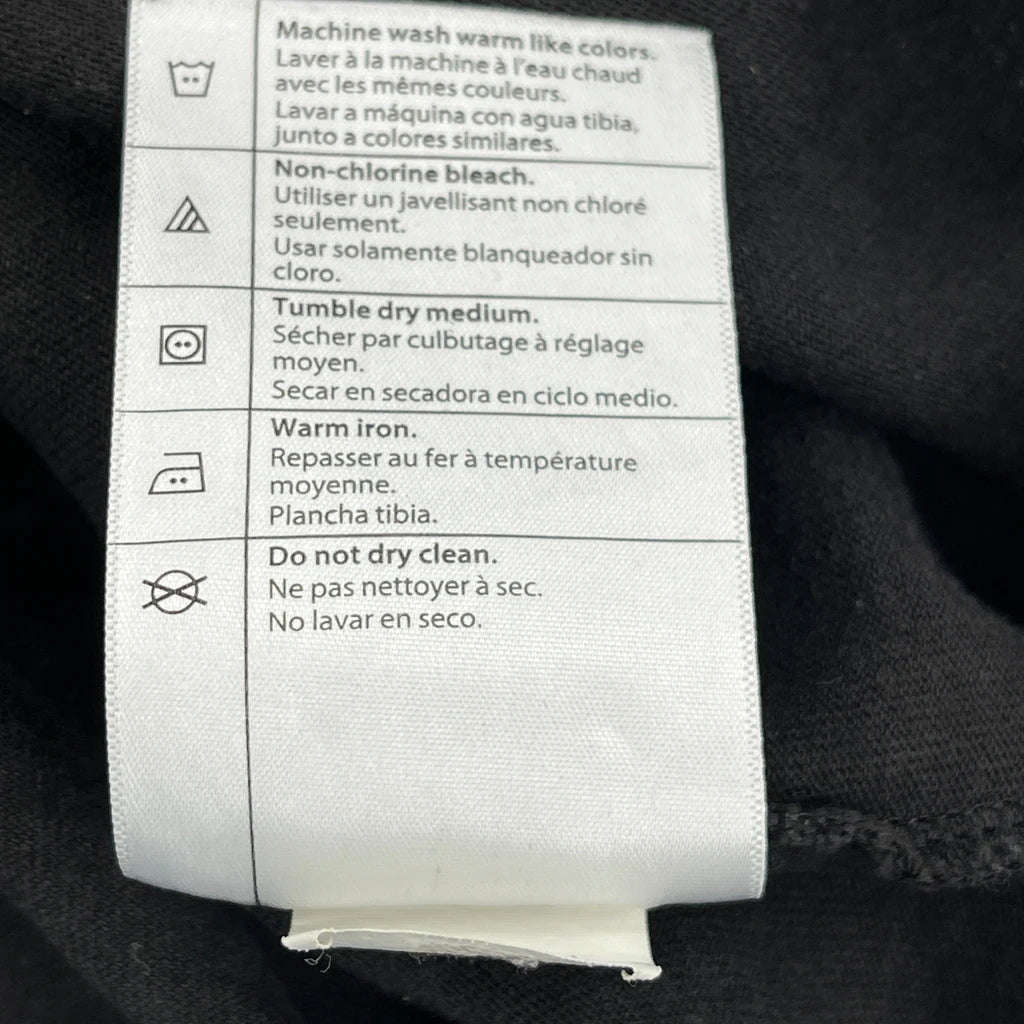 Machine wash warm like colors.
Laver à la machine à l'eau chaud
avec les mêmes couleurs.
Lavar a máquina con agua tibia,
junto a colores similares.
Non-chlorine bleach.
Utiliser un javellisant non chloré
seulement.
Usar solamente blanqueador sin
cloro.
Tumble dry medium.
Sécher par culbutage à réglage
moyen.
Secar en secadora en ciclo medio.
Warm iron.
Repasser au fer à température
moyenne.
Plancha tibia.
Do not dry clean.
Ne pas nettoyer à sec.
No lavar en seco.